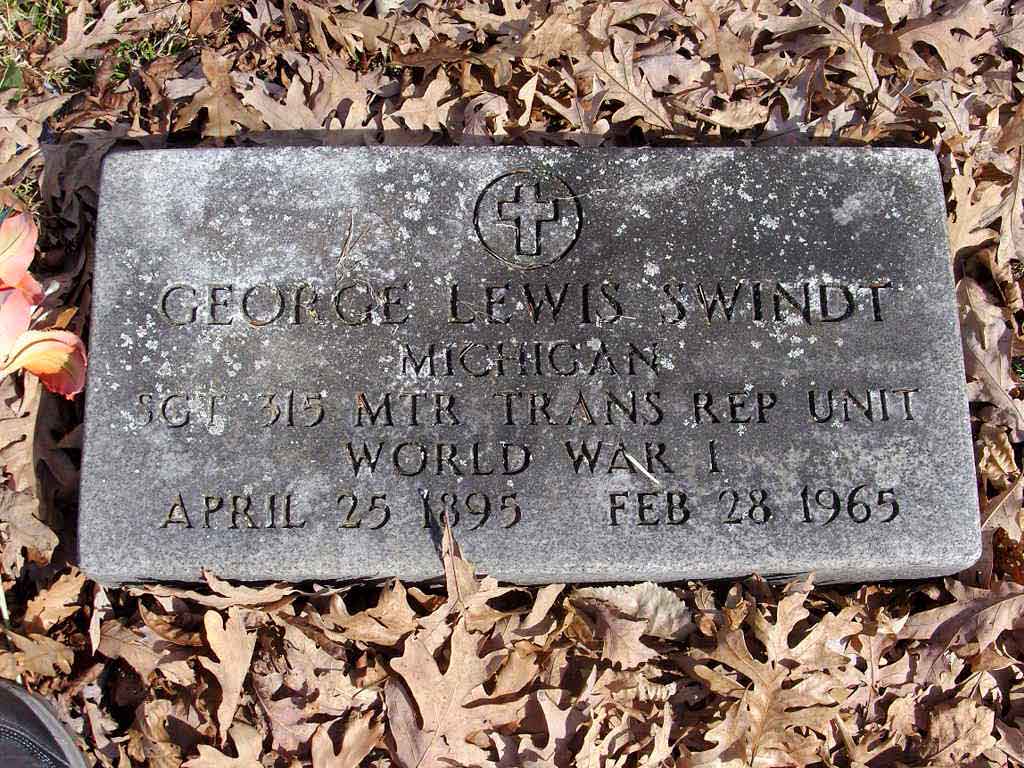 GEORGE LEWIS SWINDT
MICHIGAN
SGT 315 MTR TRANS REP UNIT
WORLD WAR I
APRIL 25 1895 FEB 28 1965